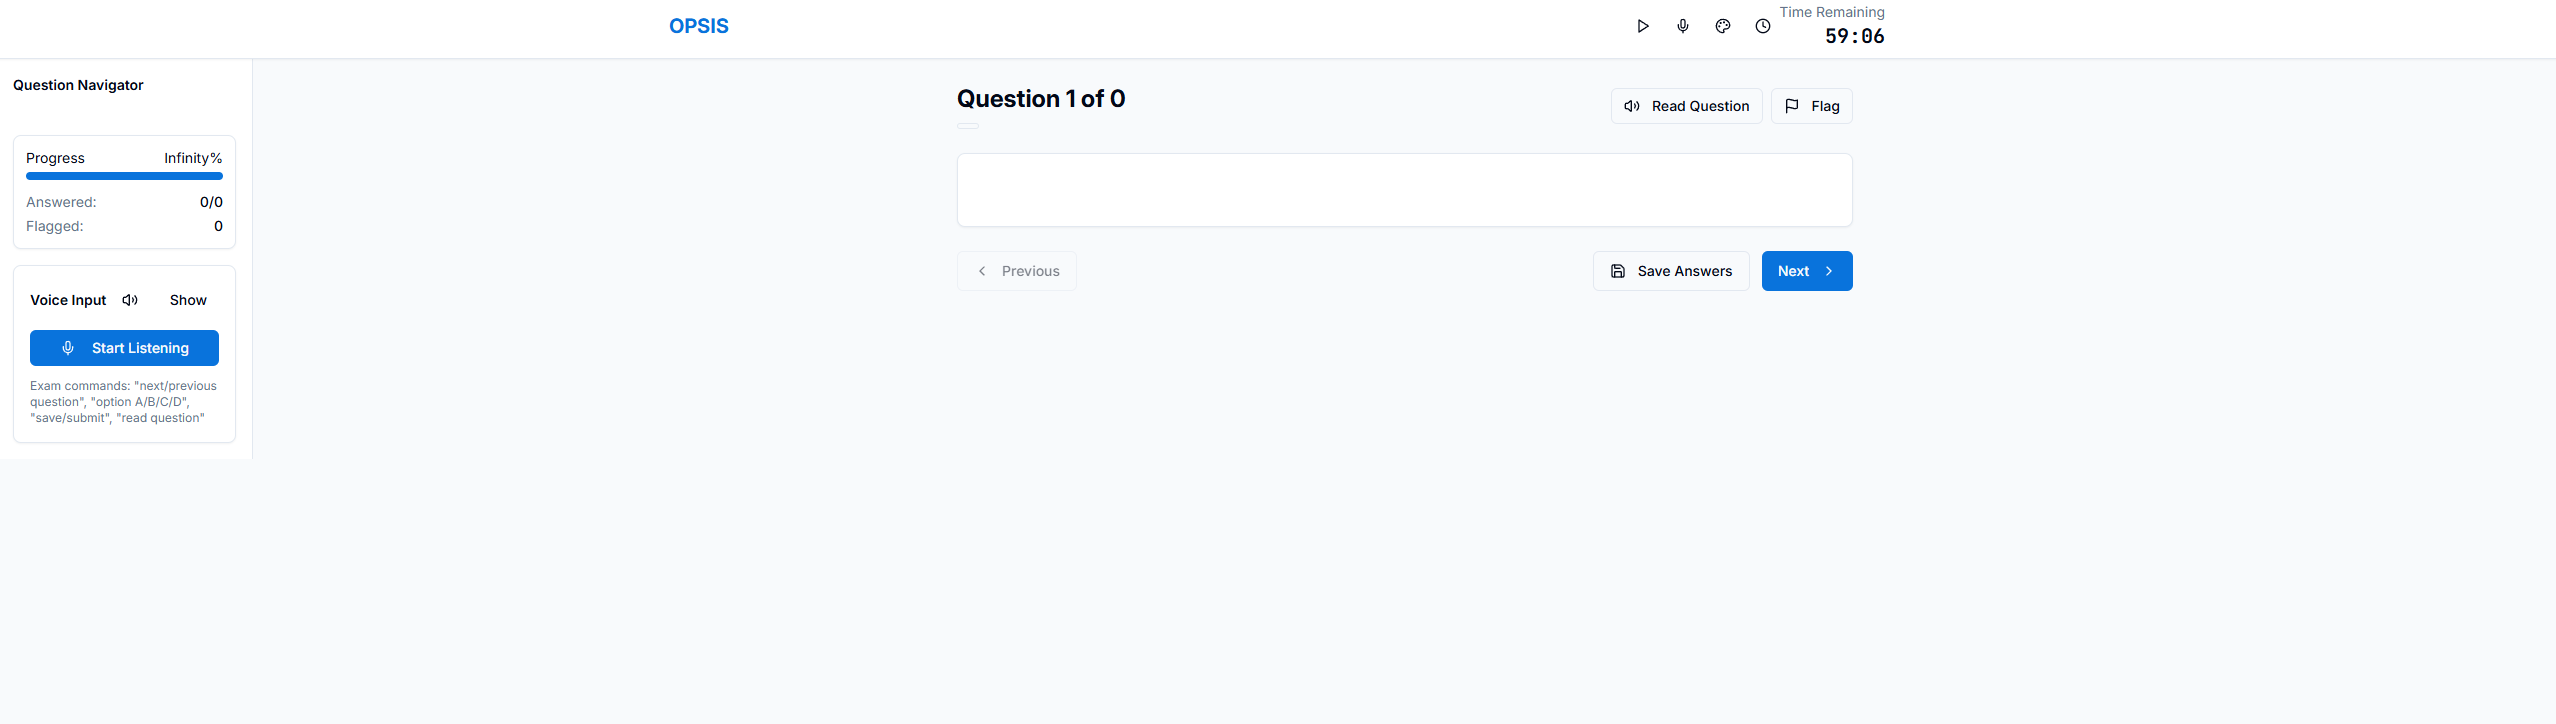 OPSIS
Time Remaining
59:06
Question Navigator
Progress Infinity%
Answered: 0/0
Flagged: 0
Voice Input Show
Start Listening
Exam commands: "next/previous
question", "option A/B/C/D",
"save/submit", "read question"
Question 1 of 0
Read Question Flag
Previous Save Answers Next